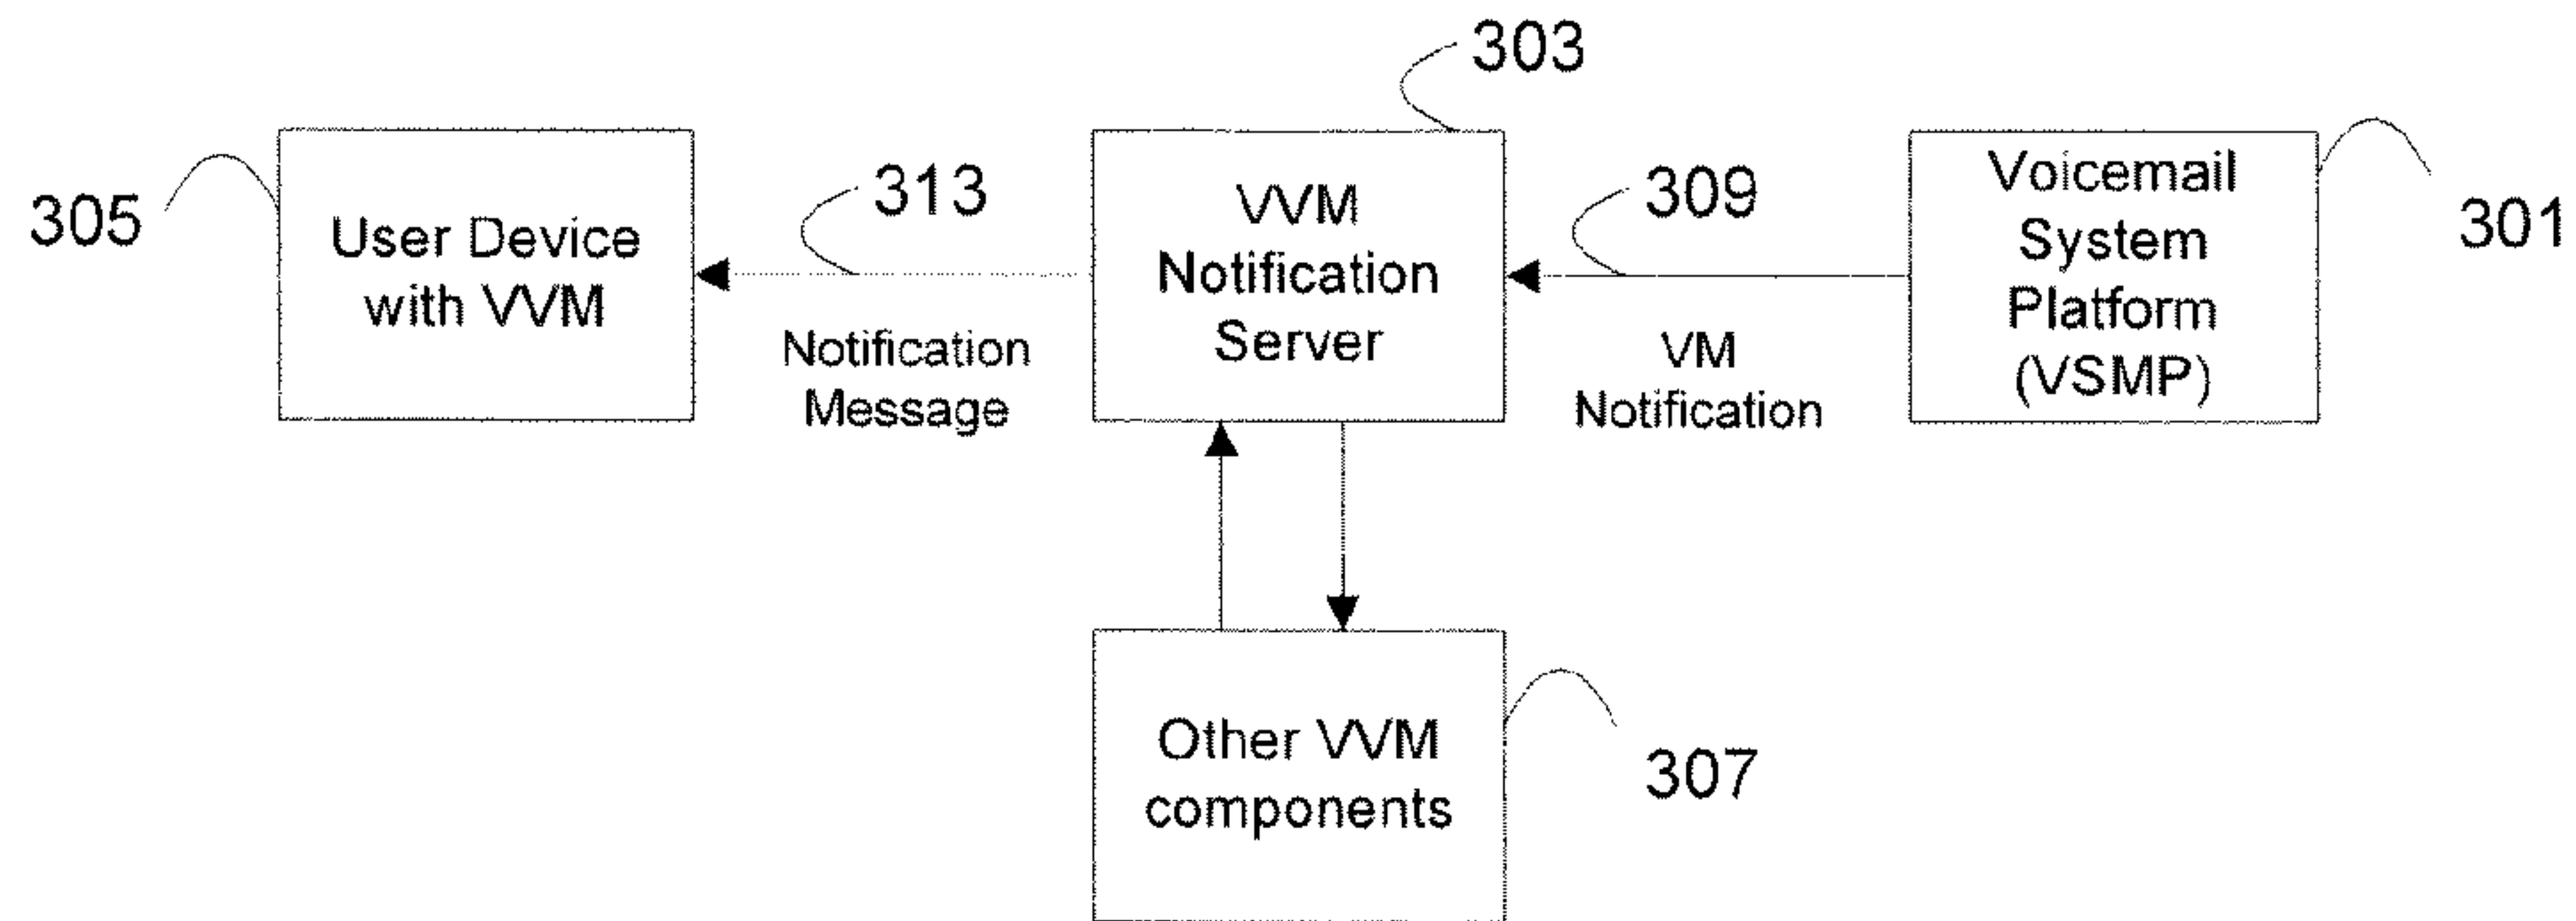 303
305
User Device
with VVM
313
Notification
Message
VVM
Notification
Server
309
VM
Notification
Voicemail
System
Platform
(VSMP)
301
Other VVM
components
307